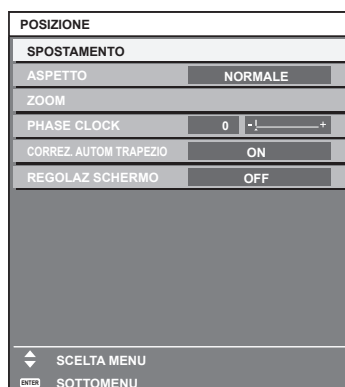 POSIZIONE
SPOSTAMENTO
ASPETTO NORMALE
ZOOM
PHASE CLOCK 0 - +
CORREZ. AUTOM TRAPEZIO ON
REGOLAZ SCHERMO OFF
SCELTA MENU
ENTER SOTTOMENU